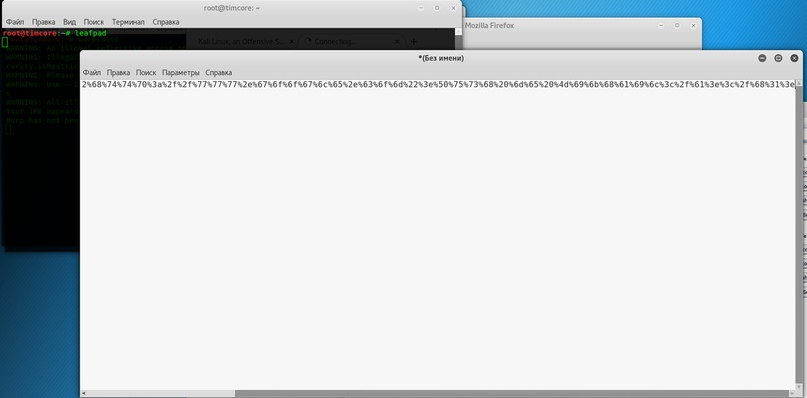 root@timcore: ~
Файл Правка Вид Поиск Терминал Справка
root@timcore:~# leafpad
Mozilla Firefox
Kali Linux, an Offensive S...
Connecting...
*(Без имени)
Файл Правка Поиск Параметры Справка
2%68%74%74%70%3a%2f%2f%77%77%77%2e%67%6f%6f%67%6c%65%2e%63%6f%6d%22%3e%50%75%73%68%20%6d%65%20%4d%69%6b%68%61%69%6c%3c%2f%61%3e%3c%2f%68%31%3e